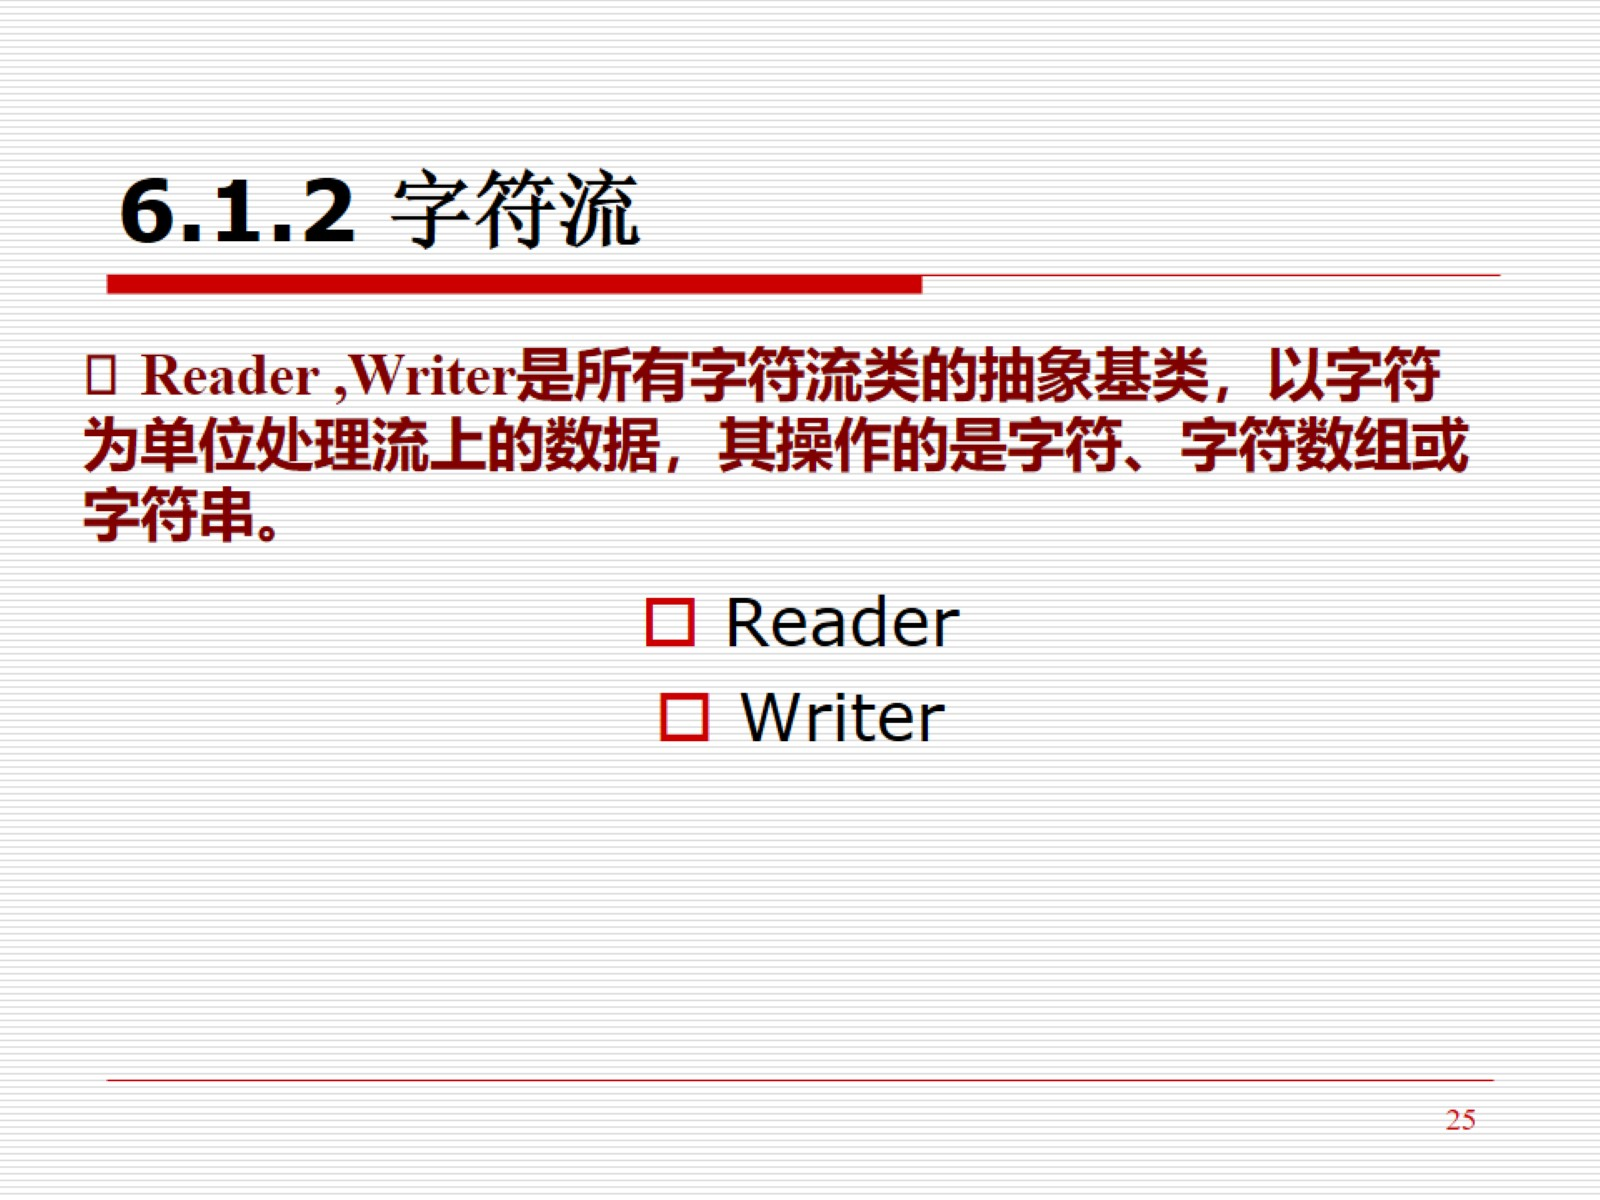 6.1.2 字符流
Reader ,Writer是所有字符流类的抽象基类，以字符
为单位处理流上的数据，其操作的是字符、字符数组或
字符串。
Reader
Writer
25